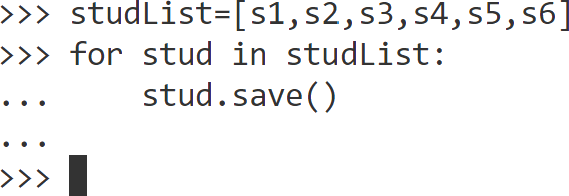 >>> studList=[s1,s2,s3,s4,s5,s6]
>>> for stud in studList:
...     stud.save()
...
>>>